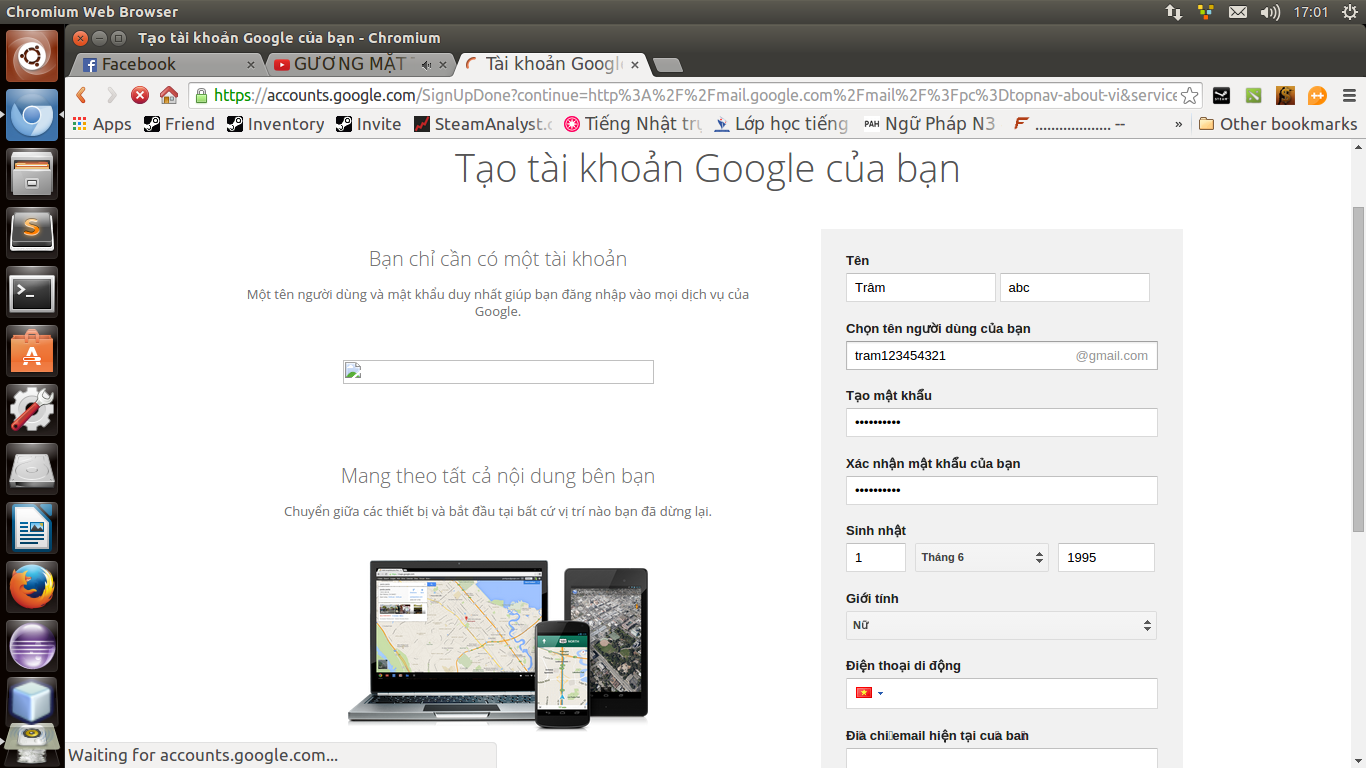 Chromium Web Browser
17:01
Tạo tài khoản Google của bạn - Chromium
Facebook
GƯƠNG MẶT
Tài khoản Googl
https://accounts.google.com/SignUpDone?continue=http%3A%2F%2Fmail.google.com%2Fmail%2F%3Fpc%3Dtopnav-about-vi&service
Apps
Friend
Inventory
Invite
SteamAnalyst.c
Tiếng Nhật trự
Lớp học tiếng
PAH Ngữ Pháp N3
................... --
»
Other bookmarks
Tạo tài khoản Google của bạn
Bạn chỉ cần có một tài khoản
Một tên người dùng và mật khẩu duy nhất giúp bạn đăng nhập vào mọi dịch vụ của
Google.
Mang theo tất cả nội dung bên bạn
Chuyển giữa các thiết bị và bắt đầu tại bất cứ vị trí nào bạn đã dừng lại.
Tên
Trâm
abc
Chọn tên người dùng của bạn
tram123454321
@gmail.com
Tạo mật khẩu
••••••••••
Xác nhận mật khẩu của bạn
••••••••••
Sinh nhật
1
Tháng 6
1995
Giới tính
Nữ
Điện thoại di động
Địa chỉ email hiện tại của bạn
Waiting for accounts.google.com...